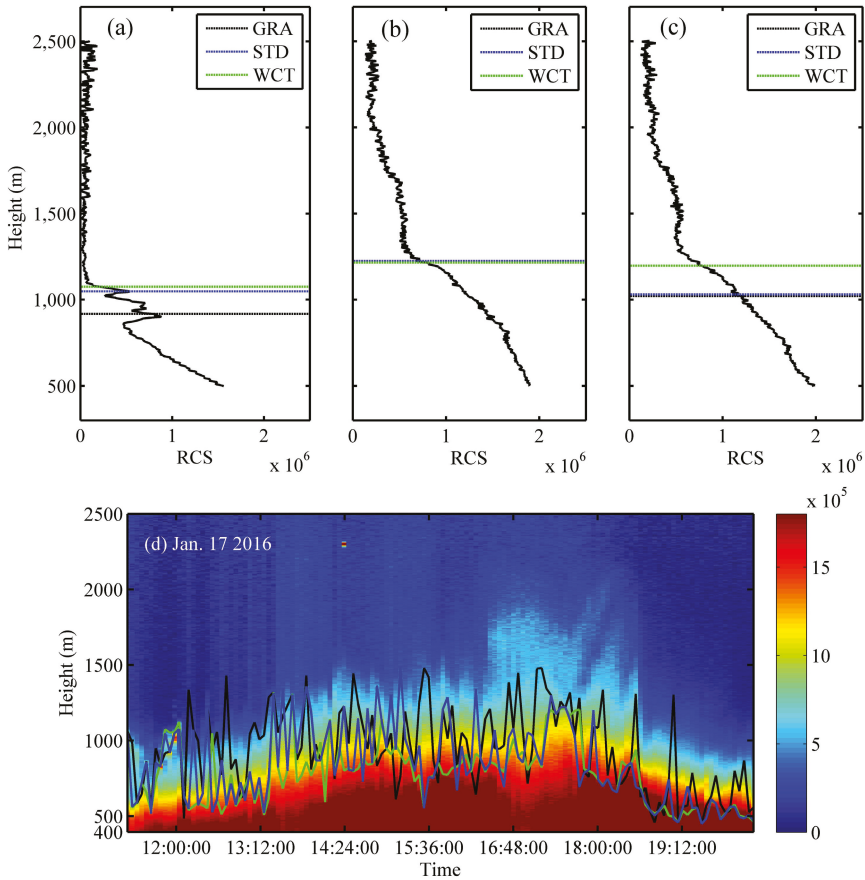 (a)
GRA
STD
WCT
(b)
GRA
STD
WCT
(c)
GRA
STD
WCT
2,500
2,000
1,500
1,000
500
Height (m)
0
1
2
RCS
x 10^6
0
1
2
RCS
x 10^6
0
1
2
RCS
x 10^6
(d) Jan. 17 2016
2500
2000
1500
1000
500
400
Height (m)
12:00:00
13:12:00
14:24:00
15:36:00
16:48:00
18:00:00
19:12:00
Time
x 10^5
15
10
5
0